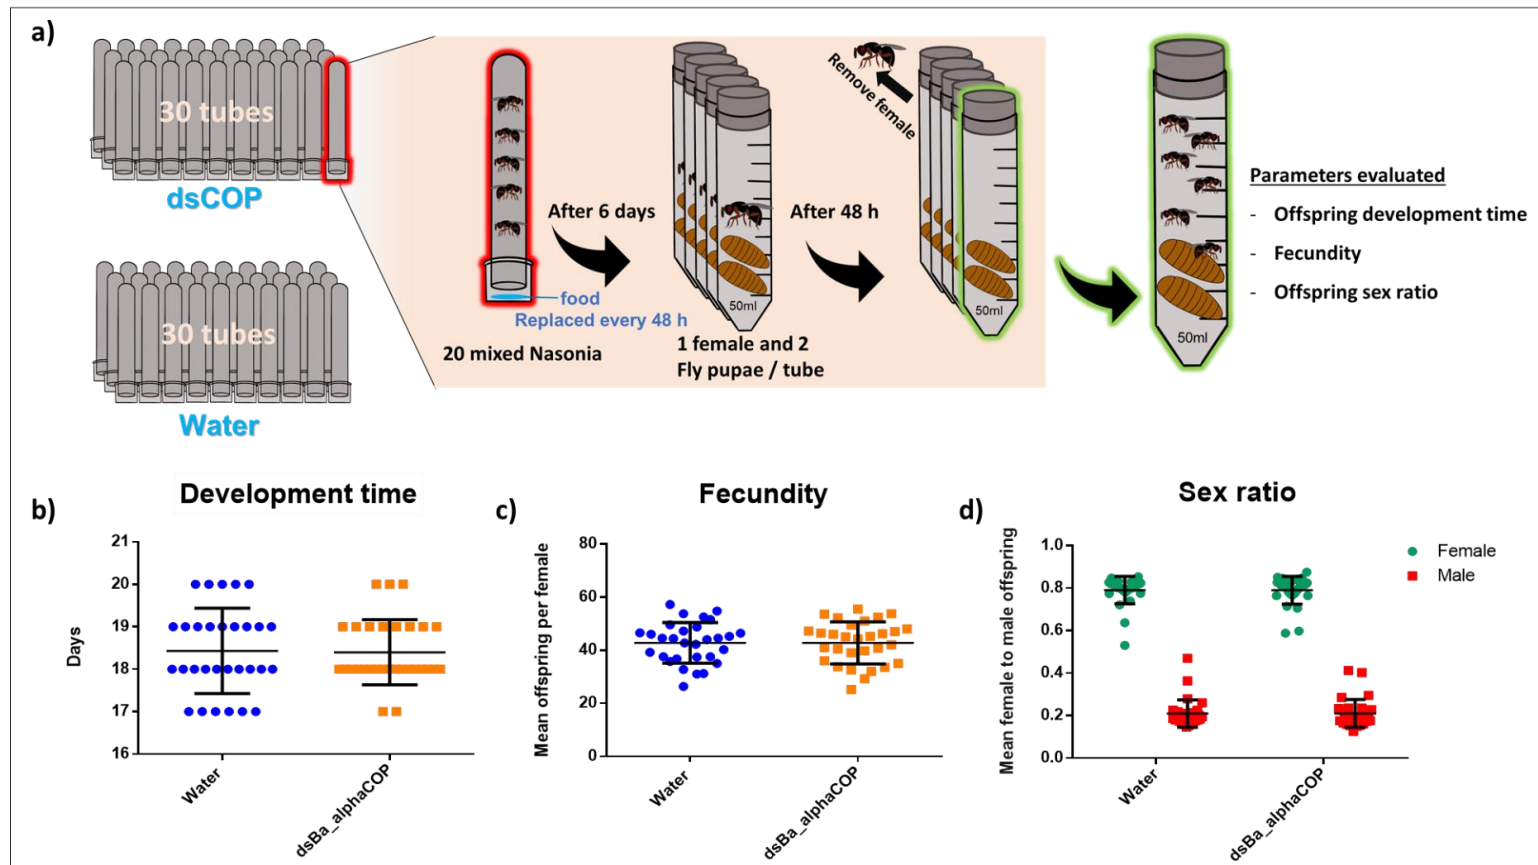 a)
30 tubes
dsCOP
30 tubes
Water
food
Replaced every 48 h
20 mixed Nasonia
After 6 days
50ml
1 female and 2
Fly pupae / tube
After 48 h
Remove female
50ml
50ml
Parameters evaluated
- Offspring development time
- Fecundity
- Offspring sex ratio
b)
Development time
Days
21
20
19
18
17
16
Water
dsBa_alphaCOP
c)
Fecundity
Mean offspring per female
80
60
40
20
0
Water
dsBa_alphaCOP
d)
Sex ratio
Mean female to male offspring
1.0
0.8
0.6
0.4
0.2
0.0
Water
dsBa_alphaCOP
Female
Male